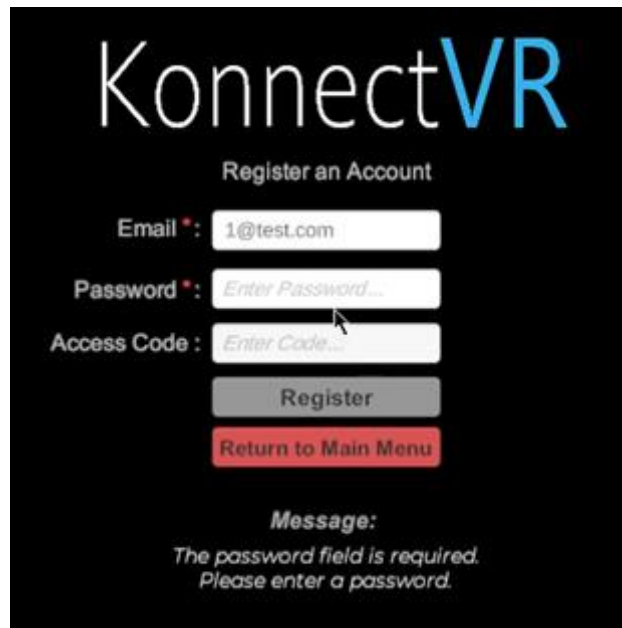 KonnectVR
Register an Account
Email *: 1@test.com
Password *: Enter Password...
Access Code : Enter Code...
Register
Return to Main Menu
Message:
The password field is required.
Please enter a password.